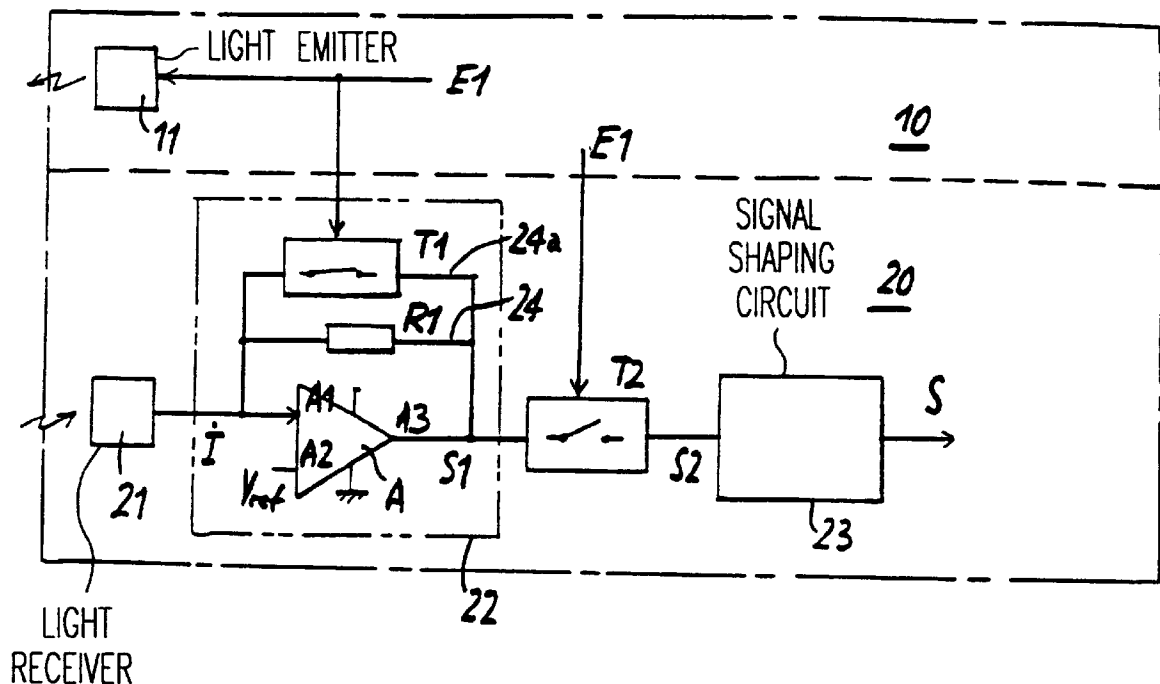 LIGHT EMITTER
E1
11
10
E1
T1
24a
SIGNAL
SHAPING
CIRCUIT
20
R1
24
T2
S
A1
A3
21
I
A2
Vref
A
S1
S2
23
22
LIGHT
RECEIVER